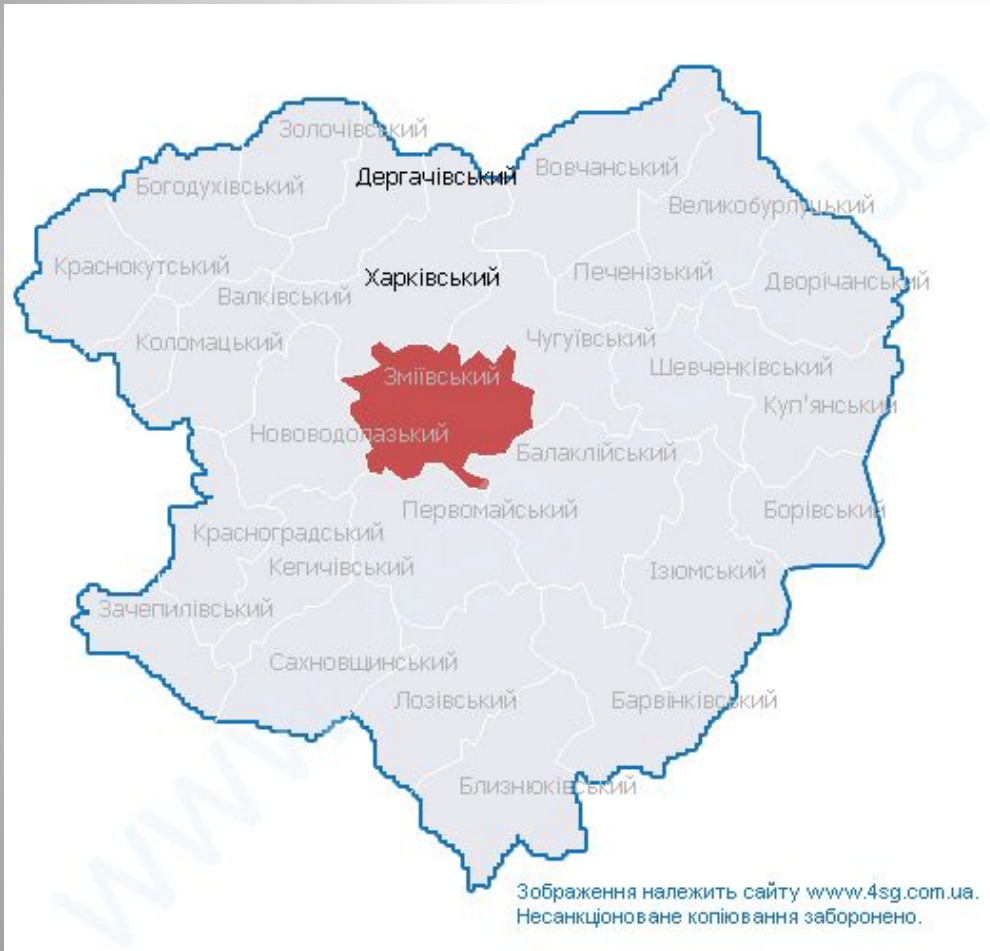 Золочівський
Дергачівський
Вовчанський
Богодухівський
Великобурлуцький
Краснокутський
Харківський
Печенізький
Дворічанський
Валківський
Коломацький
Чугуївський
Шевченківський
Зміївський
Куп'янський
Нововодолазький
Балаклійський
Первомайський
Борівський
Красноградський
Кегичівський
Ізюмський
Зачепилівський
Сахновщинський
Лозівський
Барвінківський
Близнюківський
Зображення належить сайту www.4sg.com.ua.
Несанкціоноване копіювання заборонено.